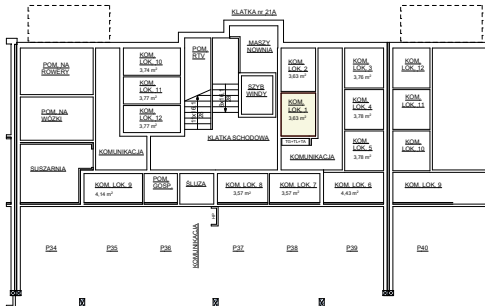 KLATKA nr 21A
POM. NA
ROWERY
KOM.
LOK. 10
3,74 m²
POM.
RTV
MASZY
NOWNIA
KOM.
LOK. 2
3,63 m²
KOM.
LOK. 3
3,76 m²
KOM.
LOK. 12
KOM.
LOK. 11
3,77 m²
SZYB
WINDY
KOM.
LOK. 1
3,63 m²
KOM.
LOK. 4
3,78 m²
KOM.
LOK. 11
POM. NA
WÓZKI
KOM.
LOK. 12
3,77 m²
KLATKA SCHODOWA
TG+TL+TA
KOM.
LOK. 5
3,78 m²
KOM.
LOK. 10
SUSZARNIA
KOMUNIKACJA
KOMUNIKACJA
KOM. LOK. 9
4,14 m²
POM.
GOSP.
ŚLUZA
KOM. LOK. 8
3,57 m²
KOM. LOK. 7
3,57 m²
KOM. LOK. 6
4,43 m²
KOM. LOK. 9
HP
KOMUNIKACJA
P34
P35
P36
P37
P38
P39
P40